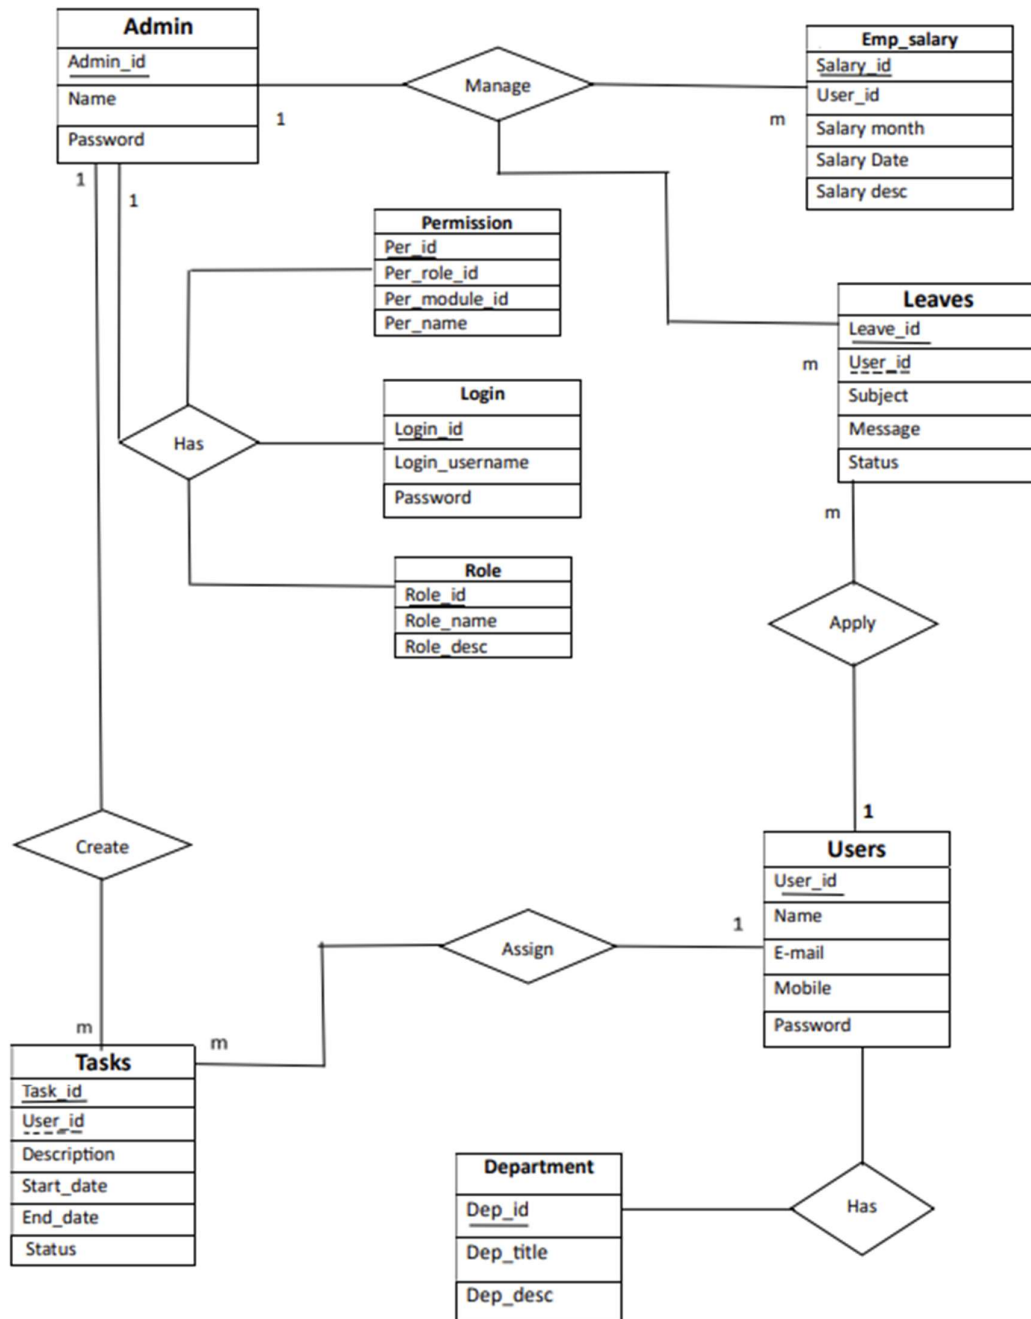 Admin
Admin_id
Name
Password
1
Manage
m
Emp_salary
Salary_id
User_id
Salary month
Salary Date
Salary desc
1
1
Permission
Per_id
Per_role_id
Per_module_id
Per_name
Leaves
Leave_id
User_id
Subject
Message
Status
m
Has
Login
Login_id
Login_username
Password
m
Role
Role_id
Role_name
Role_desc
Apply
1
Create
Users
User_id
Name
E-mail
Mobile
Password
Assign
1
m
m
Tasks
Task_id
User_id
Description
Start_date
End_date
Status
Department
Dep_id
Dep_title
Dep_desc
Has